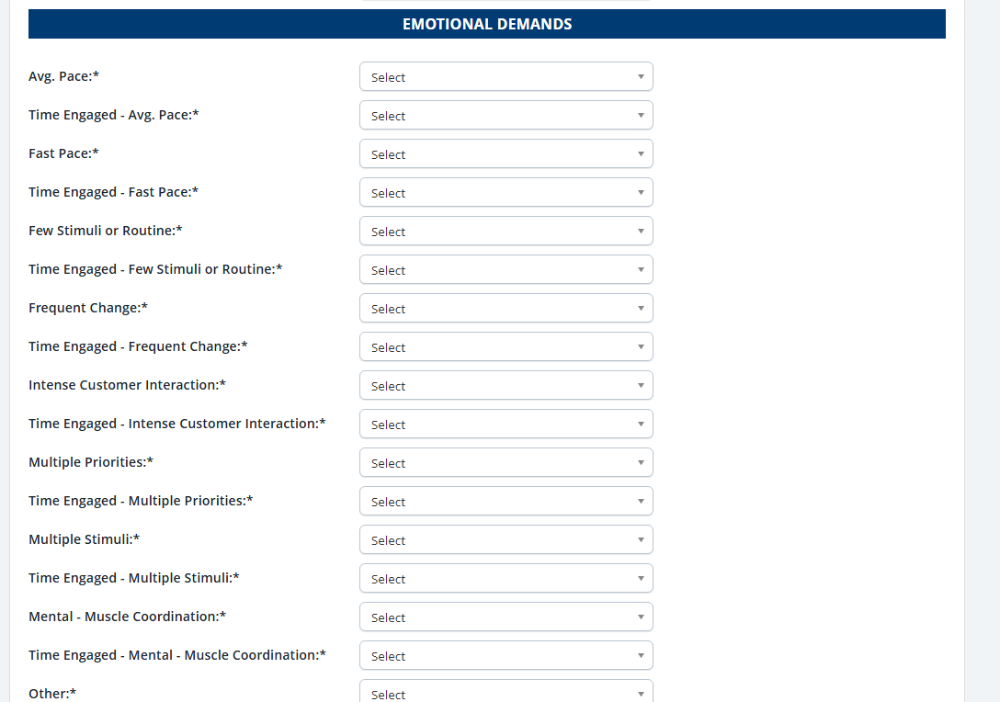 EMOTIONAL DEMANDS
Avg. Pace:* Select
Time Engaged - Avg. Pace:* Select
Fast Pace:* Select
Time Engaged - Fast Pace:* Select
Few Stimuli or Routine:* Select
Time Engaged - Few Stimuli or Routine:* Select
Frequent Change:* Select
Time Engaged - Frequent Change:* Select
Intense Customer Interaction:* Select
Time Engaged - Intense Customer Interaction:* Select
Multiple Priorities:* Select
Time Engaged - Multiple Priorities:* Select
Multiple Stimuli:* Select
Time Engaged - Multiple Stimuli:* Select
Mental - Muscle Coordination:* Select
Time Engaged - Mental - Muscle Coordination:* Select
Other:* Select